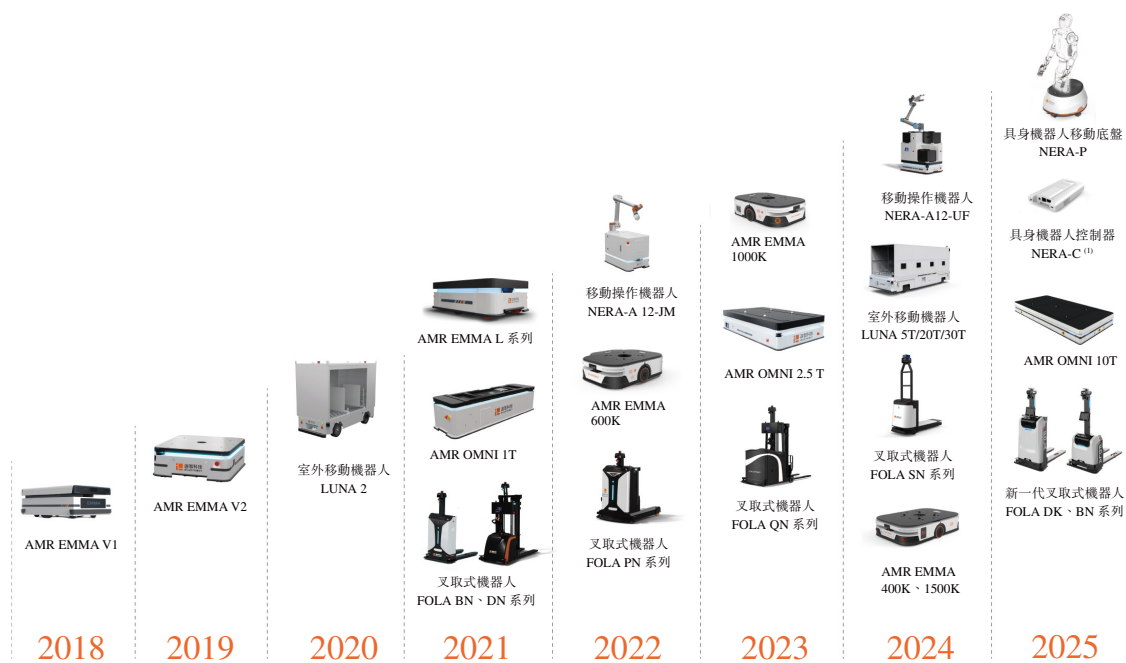 AMR EMMA V1
2018
AMR EMMA V2
2019
室外移動機器人
LUNA 2
2020
AMR EMMA L 系列
AMR OMNI 1T
叉取式機器人
FOLA BN、DN 系列
2021
移動操作機器人
NERA-A 12-JM
AMR EMMA
600K
叉取式機器人
FOLA PN 系列
2022
AMR EMMA
1000K
AMR OMNI 2.5 T
叉取式機器人
FOLA QN 系列
2023
移動操作機器人
NERA-A12-UF
室外移動機器人
LUNA 5T/20T/30T
叉取式機器人
FOLA SN 系列
AMR EMMA
400K、1500K
2024
具身機器人移動底盤
NERA-P
具身機器人控制器
NERA-C (1)
AMR OMNI 10T
新一代叉取式機器人
FOLA DK、BN 系列
2025